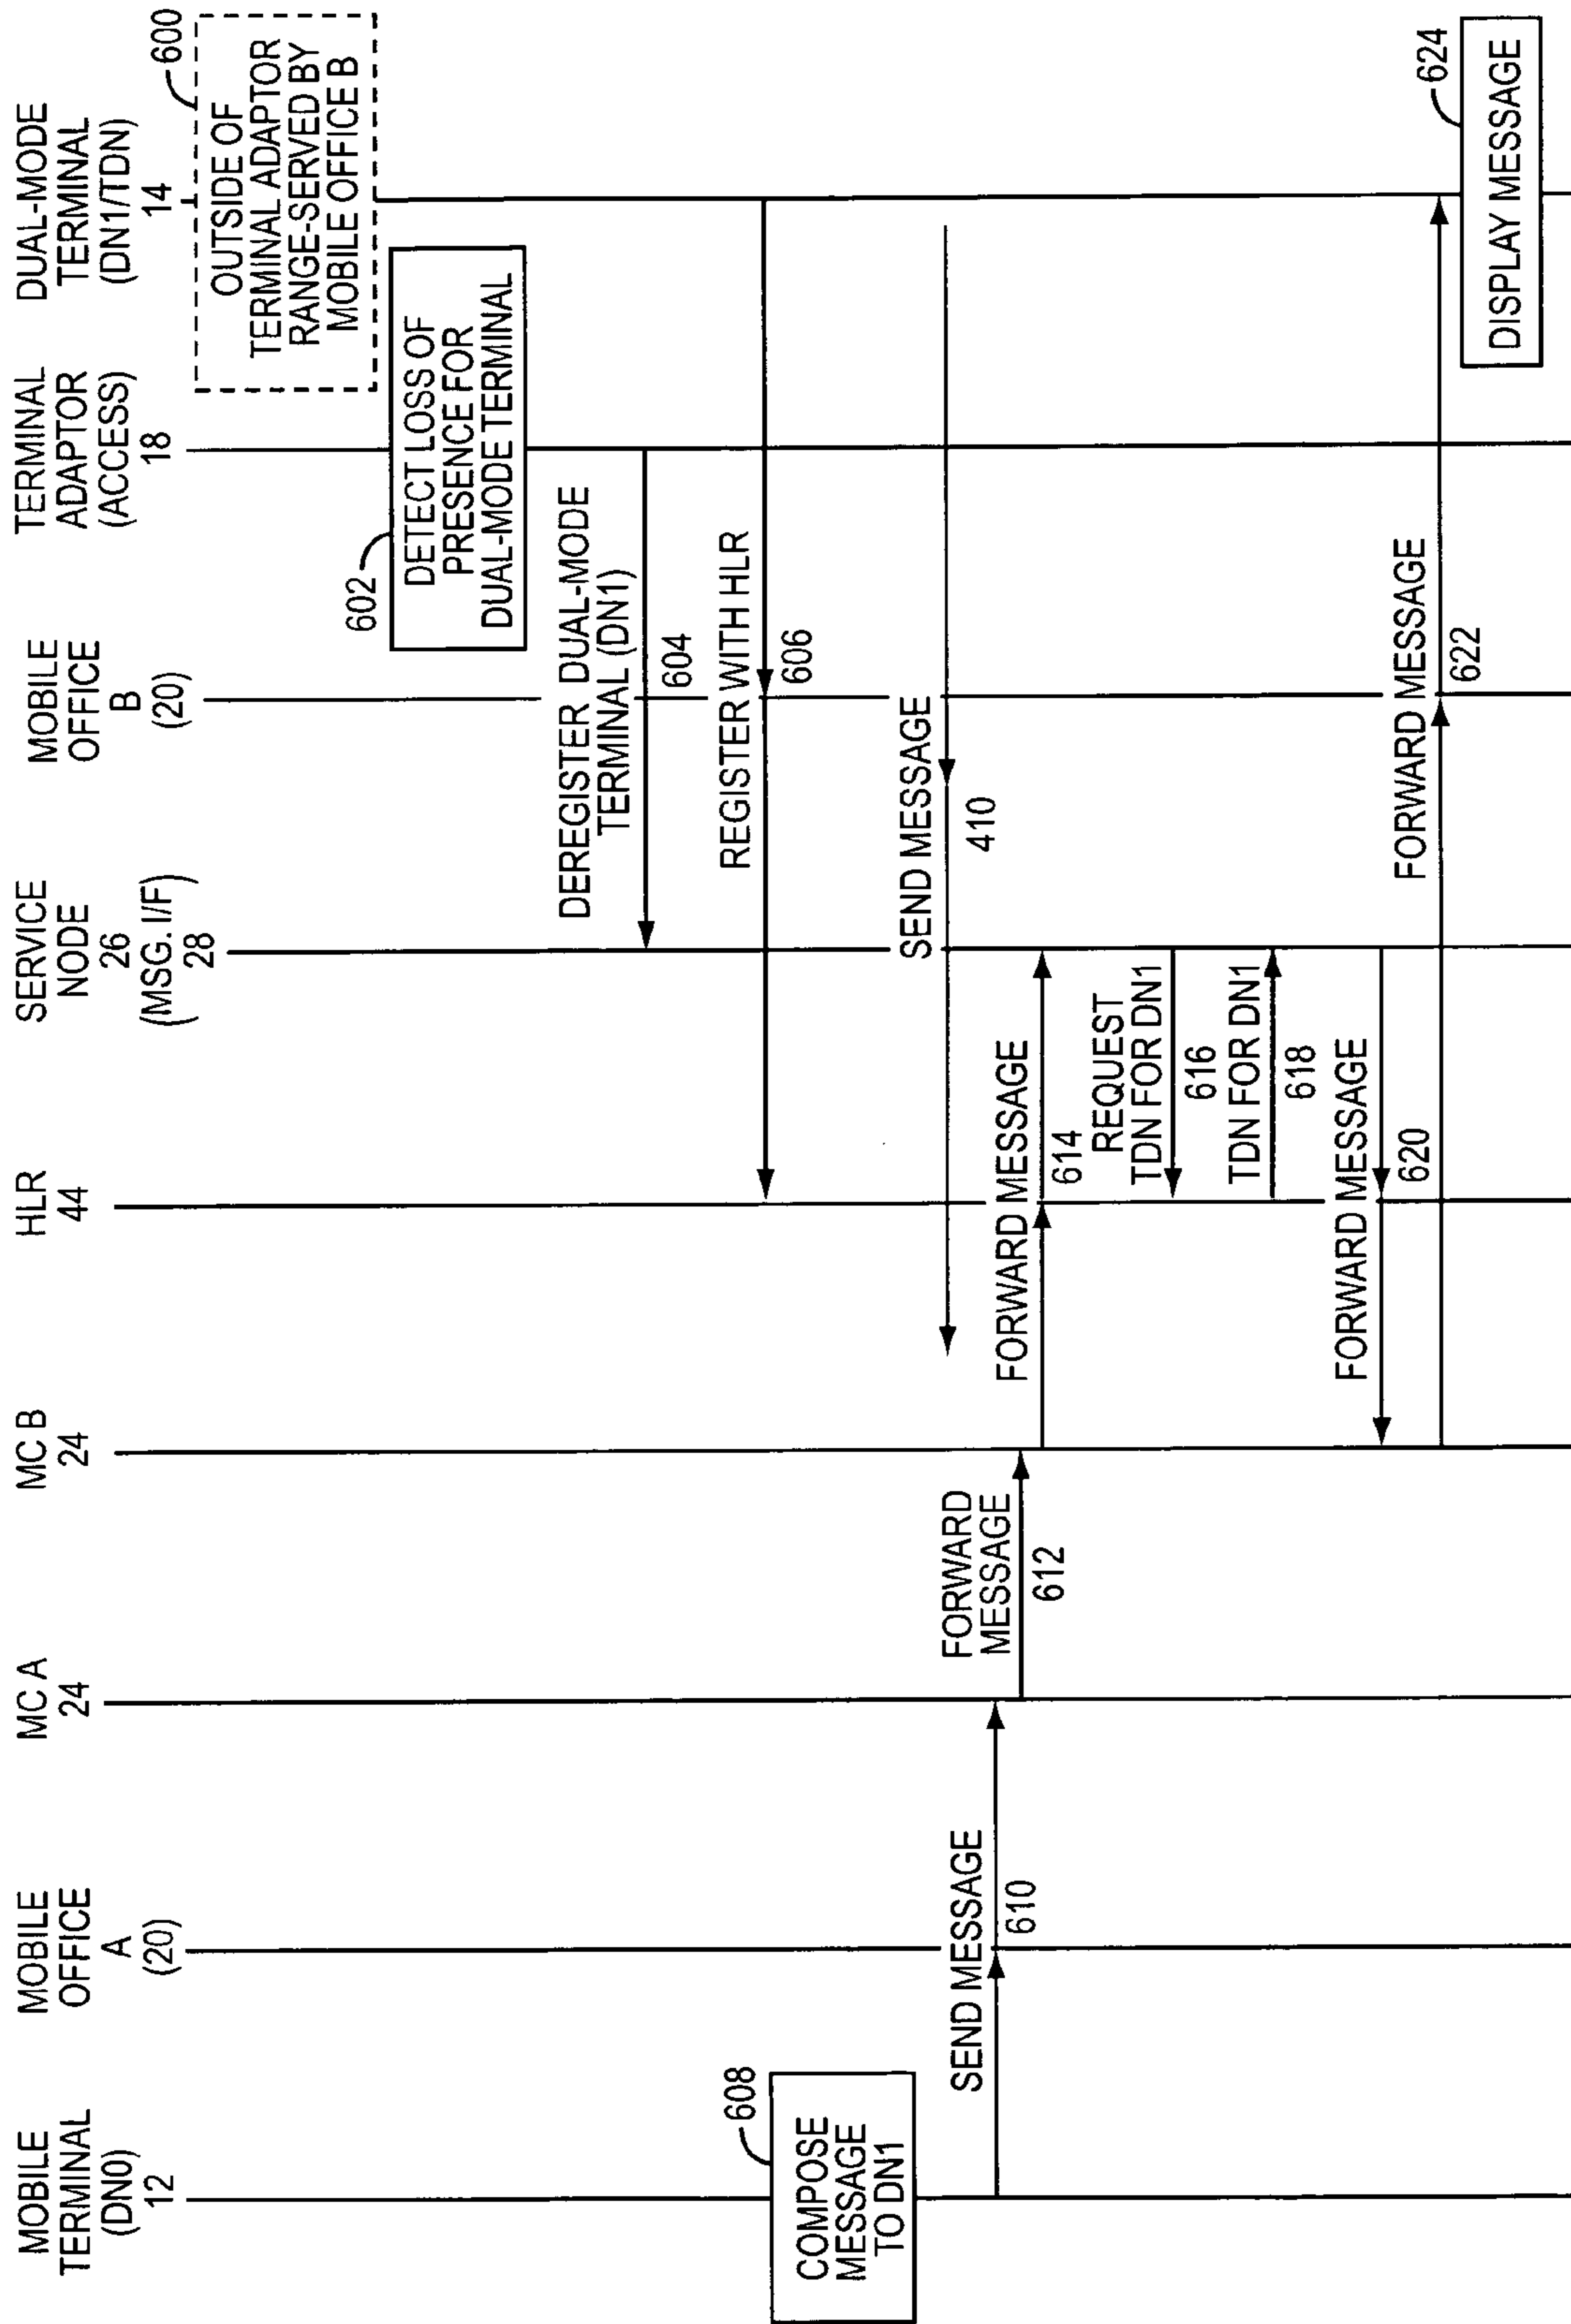 MOBILE
TERMINAL
(DN0)
12
MOBILE
OFFICE
A
(20)
MC A
24
MC B
24
HLR
44
SERVICE
NODE
26
(MSG. I/F)
28
MOBILE
OFFICE
B
(20)
TERMINAL
ADAPTOR
(ACCESS)
18
DUAL-MODE
TERMINAL
(DN1/TDN)
14
600
OUTSIDE OF
TERMINAL ADAPTOR
RANGE-SERVED BY
MOBILE OFFICE B
602
DETECT LOSS OF
PRESENCE FOR
DUAL-MODE TERMINAL
DEREGISTER DUAL-MODE
TERMINAL (DN1)
604
REGISTER WITH HLR
606
608
COMPOSE
MESSAGE
TO DN1
SEND MESSAGE
410
SEND MESSAGE
610
FORWARD
MESSAGE
612
FORWARD MESSAGE
614
REQUEST
TDN FOR DN1
616
TDN FOR DN1
618
FORWARD MESSAGE
620
FORWARD MESSAGE
622
624
DISPLAY MESSAGE